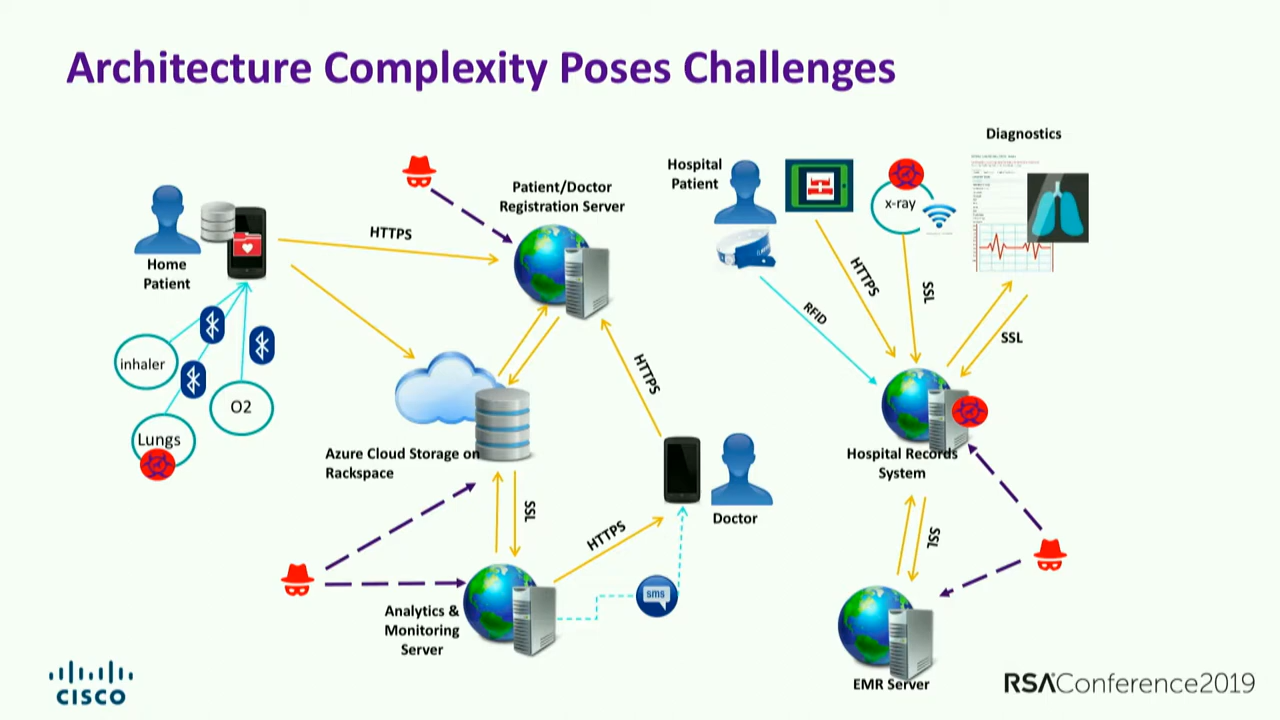 Architecture Complexity Poses Challenges
Diagnostics
Hospital
Patient
Patient/Doctor
Registration Server
x-ray
HTTPS
Home
Patient
HTTPS
SSL
RFID
SSL
inhaler
O2
HTTPS
Lungs
Azure Cloud Storage on
Rackspace
Hospital Records
System
Doctor
SSL
HTTPS
SSL
sms
Analytics &
Monitoring
Server
EMR Server
CISCO
RSAConference2019